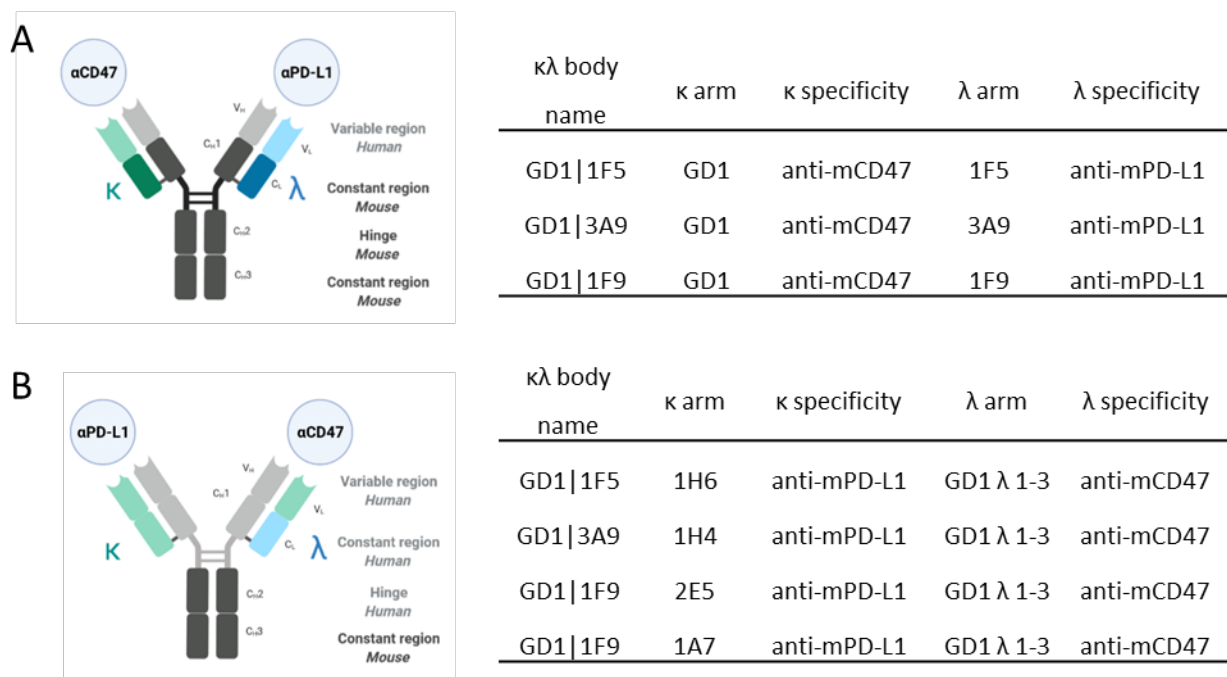 A
αCD47
αPD-L1
VH
CH1
VL
CL
κ
λ
CH2
CH3
Variable region
Human
Constant region
Mouse
Hinge
Mouse
Constant region
Mouse
κλ body name κ arm κ specificity λ arm λ specificity
GD1|1F5 GD1 anti-mCD47 1F5 anti-mPD-L1
GD1|3A9 GD1 anti-mCD47 3A9 anti-mPD-L1
GD1|1F9 GD1 anti-mCD47 1F9 anti-mPD-L1
B
αPD-L1
αCD47
VH
CH1
VL
CL
κ
λ
CH2
CH3
Variable region
Human
Constant region
Human
Hinge
Human
Constant region
Mouse
κλ body name κ arm κ specificity λ arm λ specificity
GD1|1F5 1H6 anti-mPD-L1 GD1 λ 1-3 anti-mCD47
GD1|3A9 1H4 anti-mPD-L1 GD1 λ 1-3 anti-mCD47
GD1|1F9 2E5 anti-mPD-L1 GD1 λ 1-3 anti-mCD47
GD1|1F9 1A7 anti-mPD-L1 GD1 λ 1-3 anti-mCD47